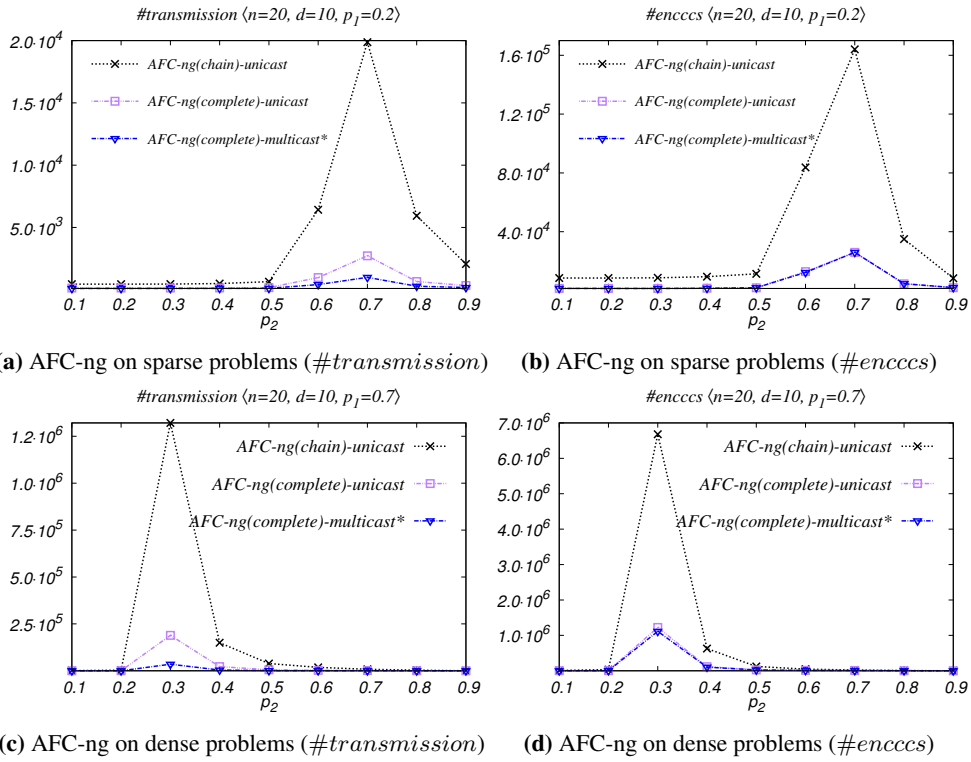 #transmission ⟨n=20, d=10, p1=0.2⟩
2.0·10^4
1.5·10^4
1.0·10^4
5.0·10^3
AFC-ng(chain)-unicast
AFC-ng(complete)-unicast
AFC-ng(complete)-multicast*
0.1 0.2 0.3 0.4 0.5 0.6 0.7 0.8 0.9
p2
(a) AFC-ng on sparse problems (#transmission)
#encccs ⟨n=20, d=10, p1=0.2⟩
1.6·10^5
1.2·10^5
8.0·10^4
4.0·10^4
AFC-ng(chain)-unicast
AFC-ng(complete)-unicast
AFC-ng(complete)-multicast*
0.1 0.2 0.3 0.4 0.5 0.6 0.7 0.8 0.9
p2
(b) AFC-ng on sparse problems (#encccs)
#transmission ⟨n=20, d=10, p1=0.7⟩
1.2·10^6
1.0·10^6
7.5·10^5
5.0·10^5
2.5·10^5
AFC-ng(chain)-unicast
AFC-ng(complete)-unicast
AFC-ng(complete)-multicast*
0.1 0.2 0.3 0.4 0.5 0.6 0.7 0.8 0.9
p2
(c) AFC-ng on dense problems (#transmission)
#encccs ⟨n=20, d=10, p1=0.7⟩
7.0·10^6
6.0·10^6
5.0·10^6
4.0·10^6
3.0·10^6
2.0·10^6
1.0·10^6
AFC-ng(chain)-unicast
AFC-ng(complete)-unicast
AFC-ng(complete)-multicast*
0.1 0.2 0.3 0.4 0.5 0.6 0.7 0.8 0.9
p2
(d) AFC-ng on dense problems (#encccs)